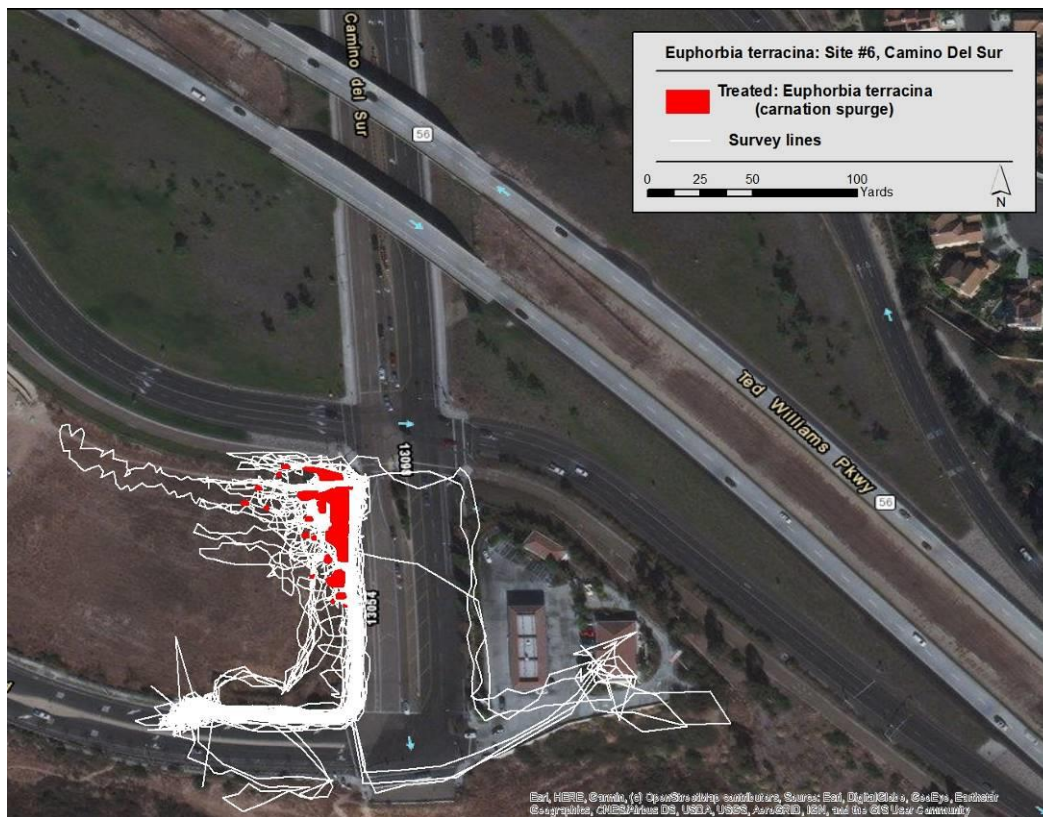 Camino del Sur
56
Euphorbia terracina: Site #6, Camino Del Sur
Treated: Euphorbia terracina
(carnation spurge)
Survey lines
0 25 50 100
Yards
N
Ted Williams Pkwy
56
13054
Esri, HERE, Garmin, (c) OpenStreetMap contributors, Source: Esri, DigitalGlobe, GeoEye, Earthstar
Geographics, CNES/Airbus DS, USDA, USGS, AeroGRID, IGN, and the GIS User Community